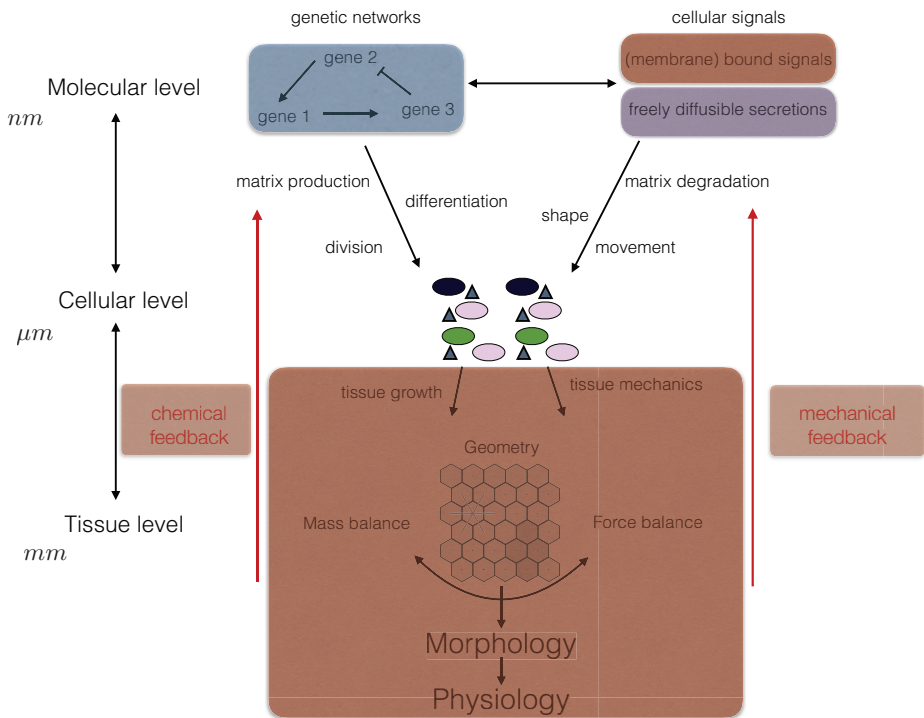 genetic networks
cellular signals
gene 2
gene 1
gene 3
(membrane) bound signals
freely diffusible secretions
Molecular level
nm
matrix production
differentiation
division
matrix degradation
shape
movement
Cellular level
μm
chemical
feedback
mechanical
feedback
tissue growth
tissue mechanics
Geometry
Mass balance
Force balance
Tissue level
mm
Morphology
Physiology